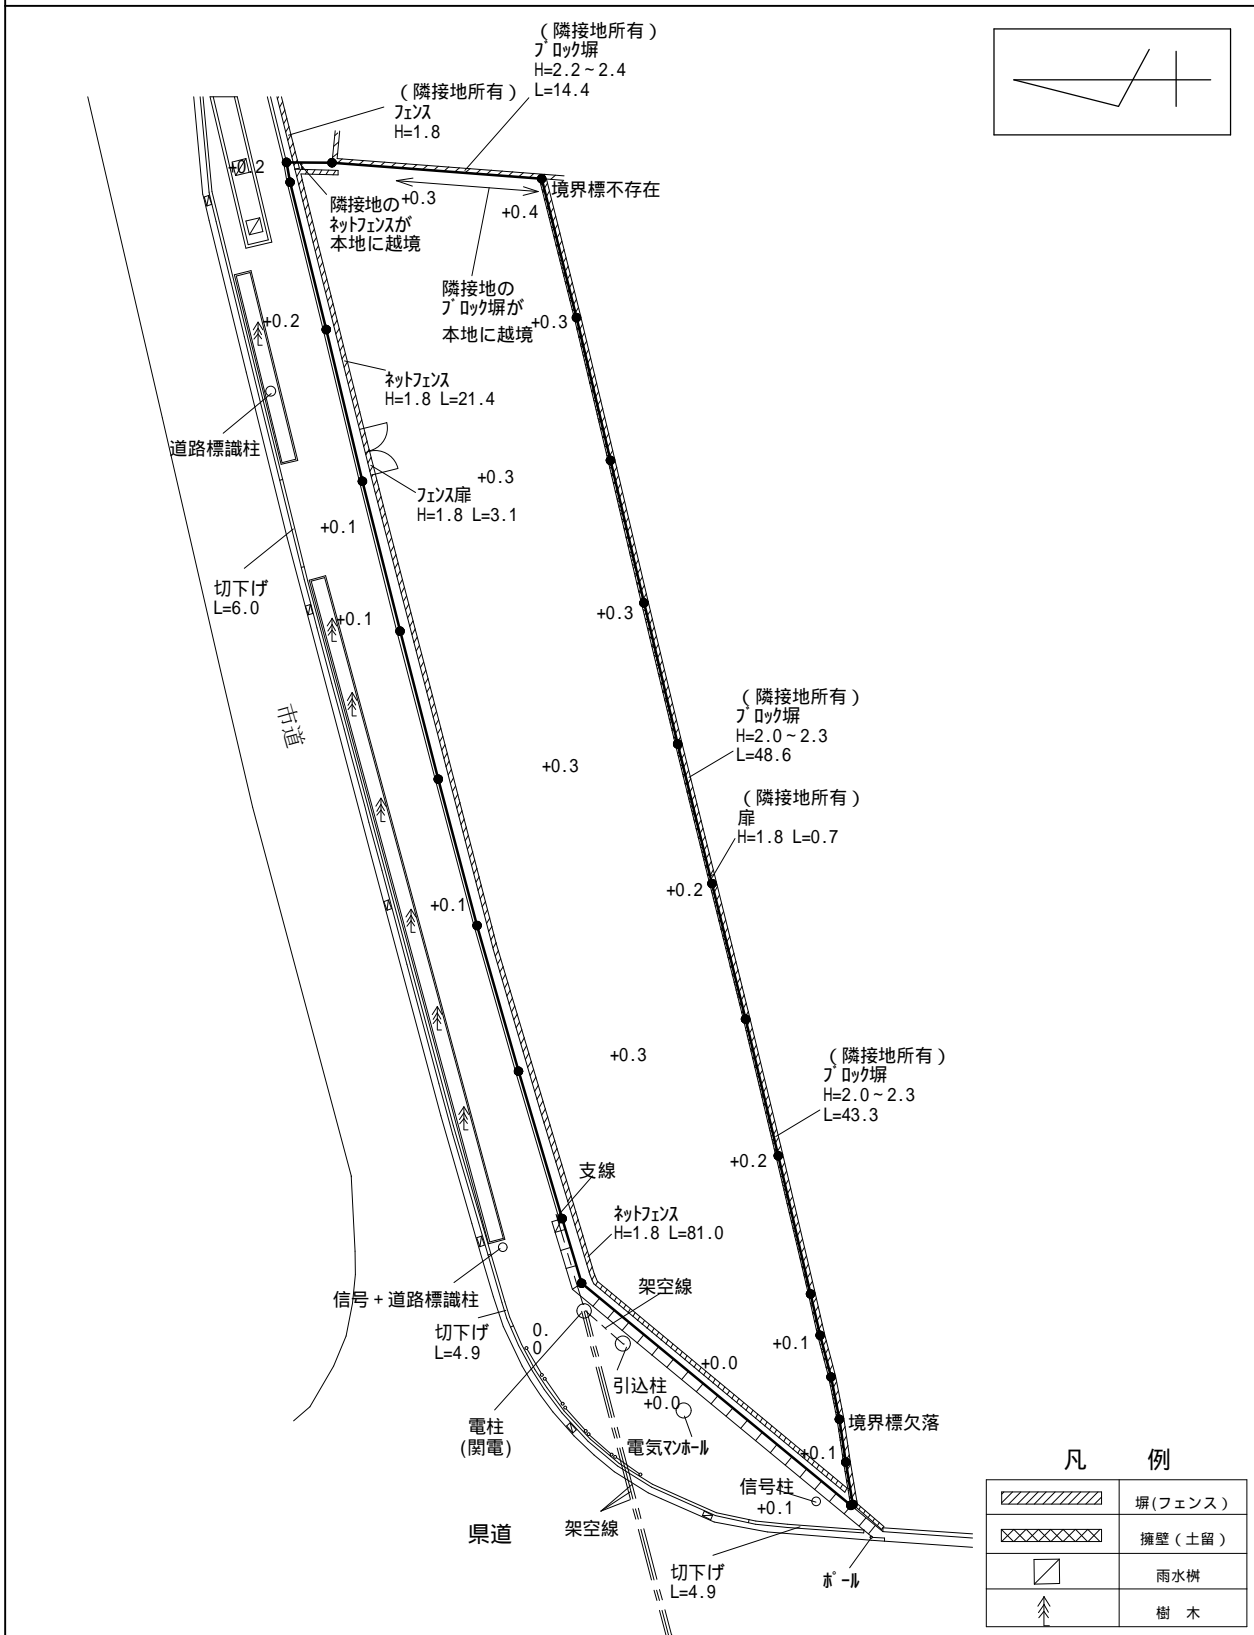 （隣接地所有）
ブロック塀
H=2.2～2.4
L=14.4
（隣接地所有）
フェンス
H=1.8
+0.2
境界標不存在
+0.3
+0.4
隣接地の
ネットフェンスが
本地に越境
隣接地の
ブロック塀が
本地に越境
+0.3
+0.2
ネットフェンス
H=1.8 L=21.4
道路標識柱
+0.3
フェンス扉
H=1.8 L=3.1
+0.1
切下げ
L=6.0
+0.1
+0.3
市道
（隣接地所有）
ブロック塀
H=2.0～2.3
L=48.6
+0.3
（隣接地所有）
扉
H=1.8 L=0.7
+0.2
+0.1
+0.3
（隣接地所有）
ブロック塀
H=2.0～2.3
L=43.3
+0.2
支線
ネットフェンス
H=1.8 L=81.0
架空線
信号+道路標識柱
切下げ
L=4.9
0.
0
+0.1
+0.0
引込柱
+0.0
電柱
(関電)
電気マンホール
境界標欠落
+0.1
信号柱
+0.1
架空線
県道
切下げ
L=4.9
ポール
凡 例
塀(フェンス)
擁壁（土留）
雨水桝
樹 木